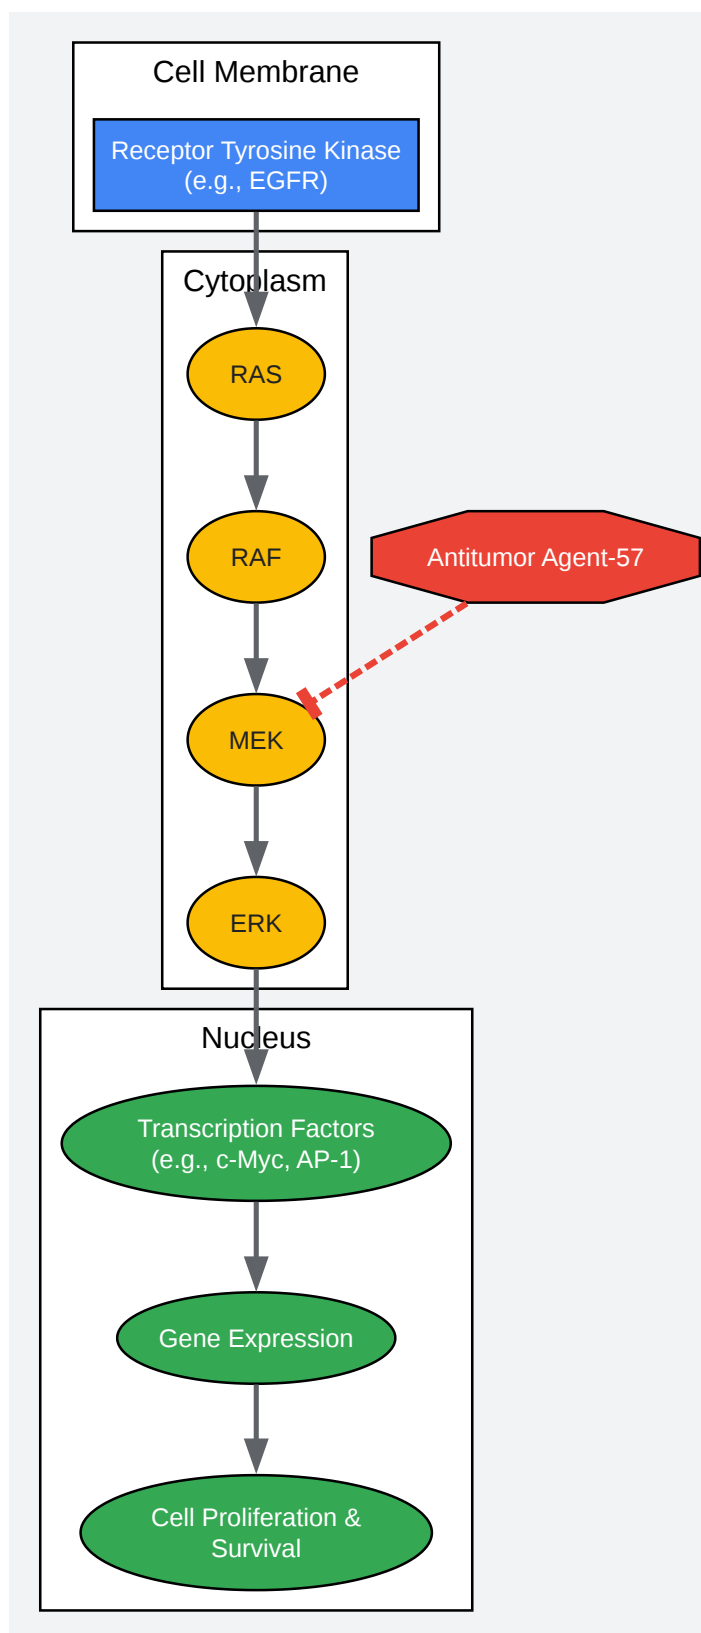 Cell Membrane
Receptor Tyrosine Kinase
(e.g., EGFR)
Cytoplasm
RAS
RAF
Antitumor Agent-57
MEK
ERK
Nucleus
Transcription Factors
(e.g., c-Myc, AP-1)
Gene Expression
Cell Proliferation &
Survival